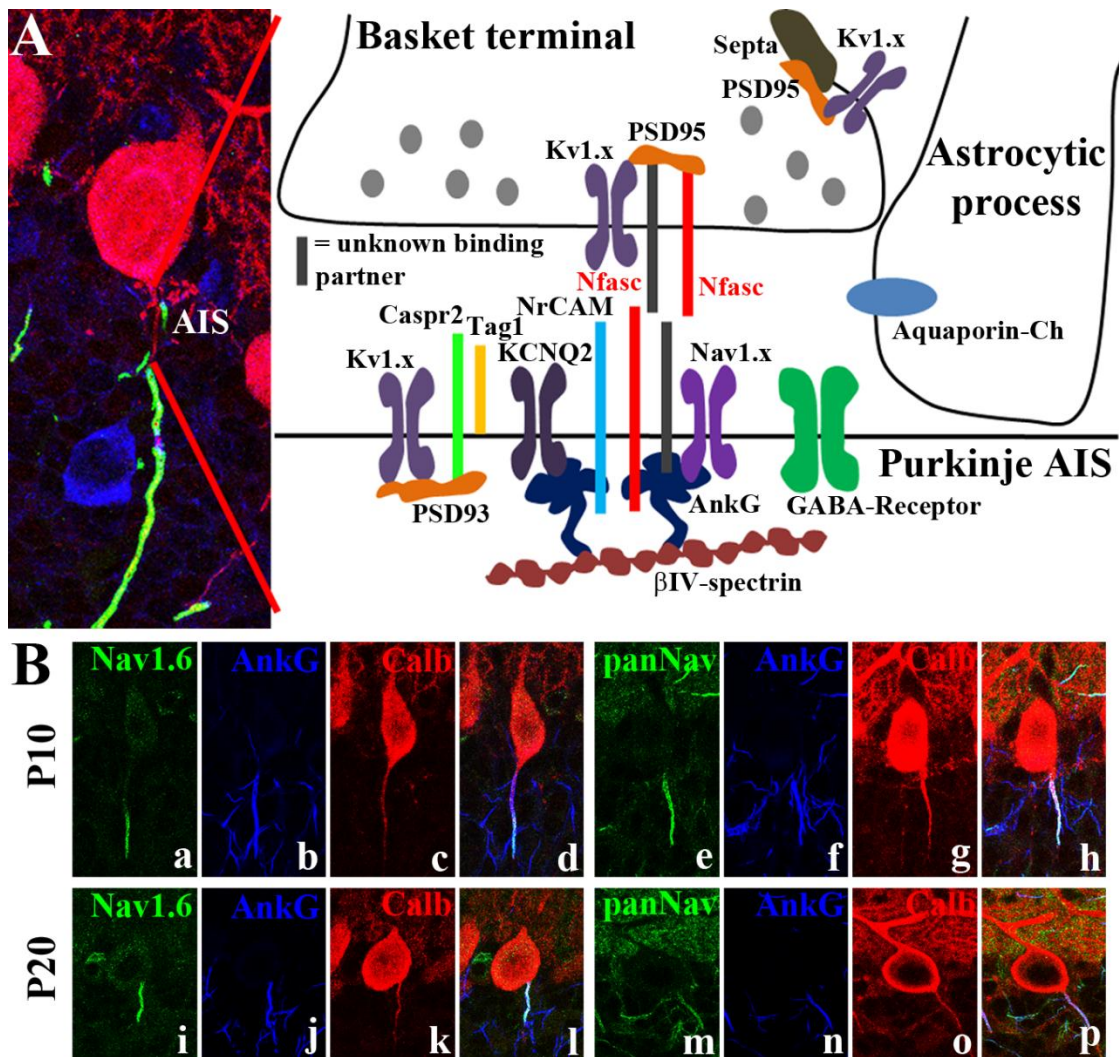 A
AIS
Basket terminal
Septa
Kv1.x
PSD95
PSD95
Kv1.x
Astrocytic
process
= unknown binding
partner
Nfasc
Nfasc
NrCAM
Caspr2
Tag1
Aquaporin-Ch
Kv1.x
KCNQ2
Nav1.x
Purkinje AIS
PSD93
AnkG
GABA-Receptor
βIV-spectrin
B
P10
Nav1.6
AnkG
Calb
panNav
AnkG
Calb
a
b
c
d
e
f
g
h
P20
Nav1.6
AnkG
Calb
panNav
AnkG
Calb
i
j
k
l
m
n
o
p